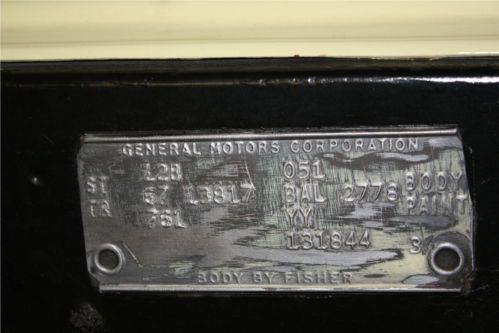 GENERAL MOTORS CORPORATION
12B 051
ST 67 13817 BAL 2778 BODY
TR 761 YY PAINT
131844 3
BODY BY FISHER